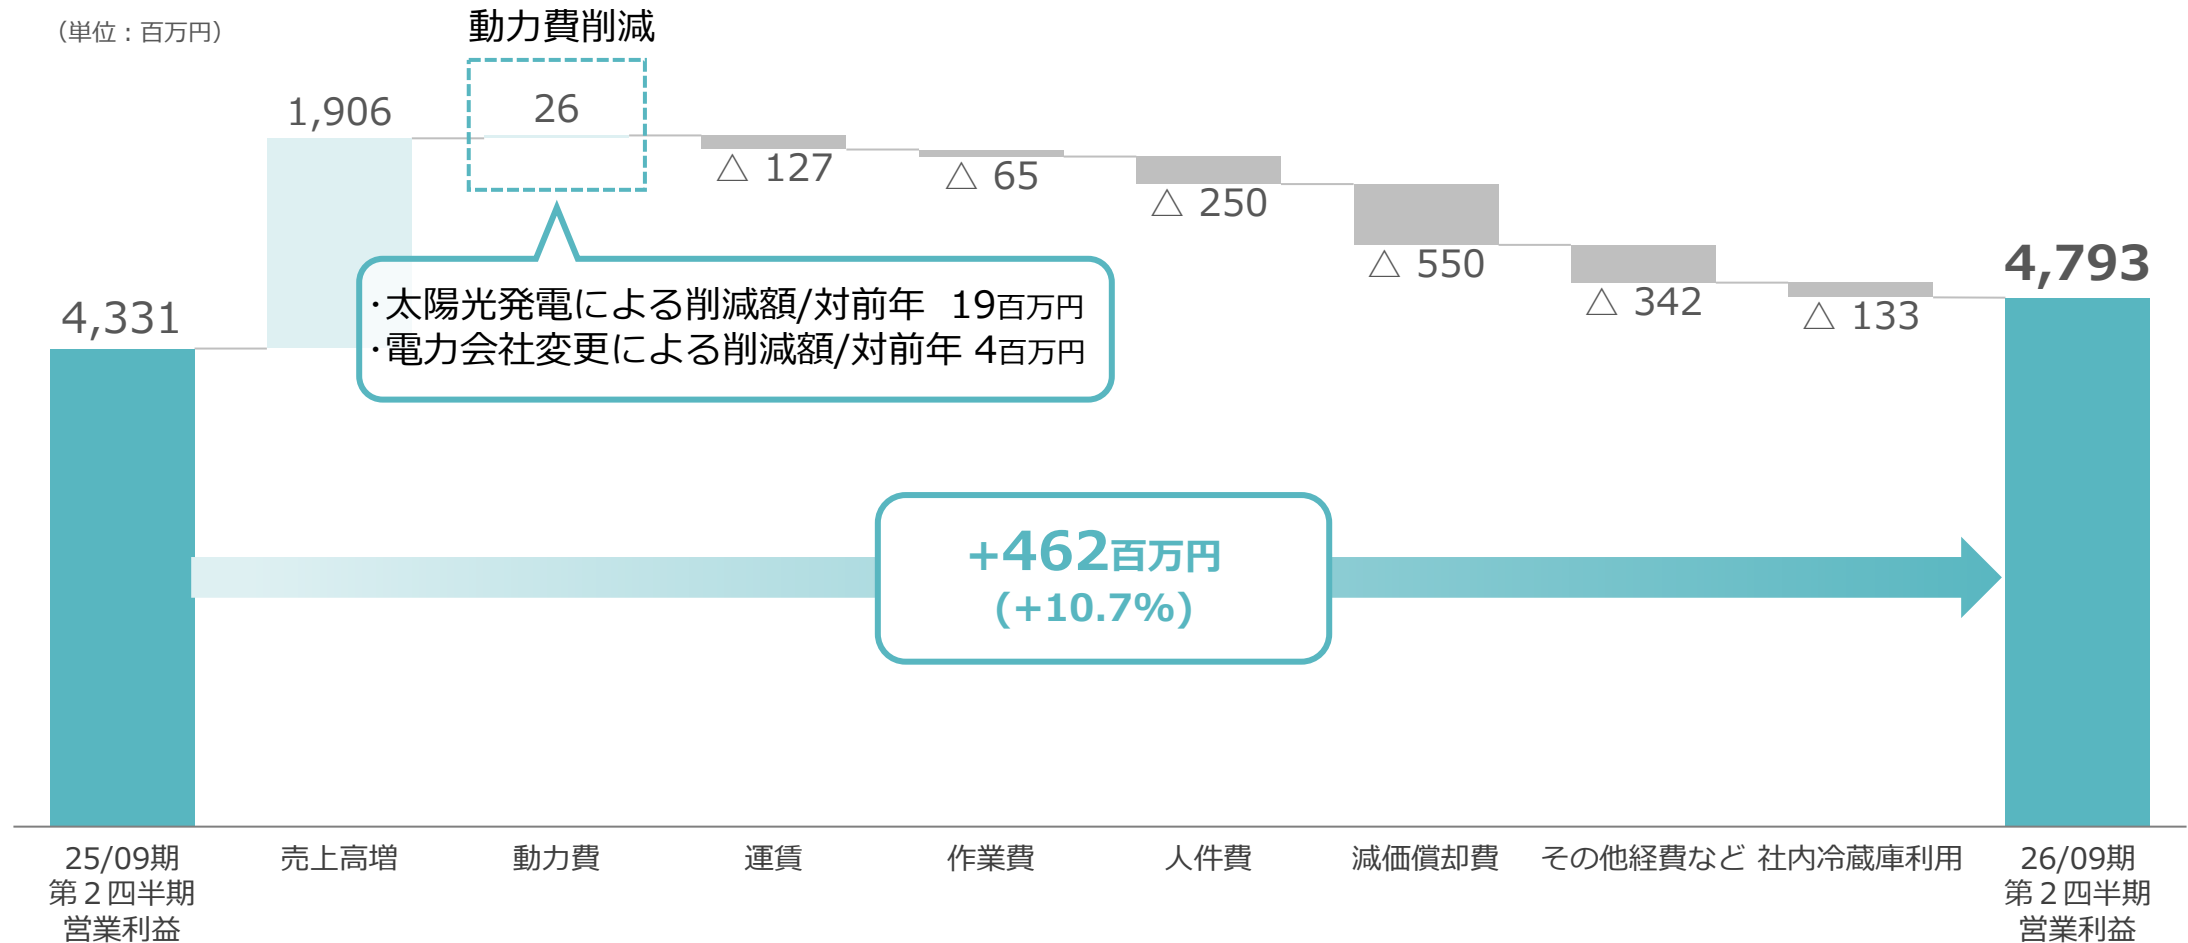 （単位：百万円）
動力費削減
1,906
26
△ 127
△ 65
△ 250
△ 550
△ 342
△ 133
4,793
4,331
・太陽光発電による削減額/対前年 19百万円
・電力会社変更による削減額/対前年 4百万円
+462百万円
(+10.7%)
25/09期
第２四半期
営業利益
売上高増
動力費
運賃
作業費
人件費
減価償却費
その他経費など
社内冷蔵庫利用
26/09期
第２四半期
営業利益